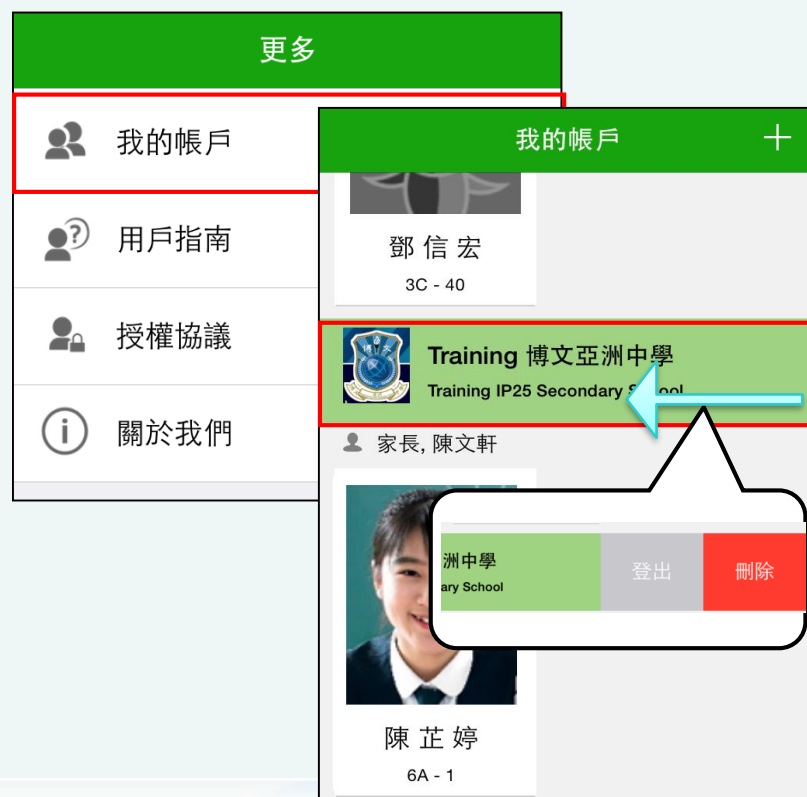 更多
我的帳戶
用戶指南
授權協議
關於我們
我的帳戶
鄧信宏
3C - 40
Training 博文亞洲中學
Training IP25 Secondary
家長, 陳文軒
洲中學
ary School
登出
刪除
陳芷婷
6A - 1